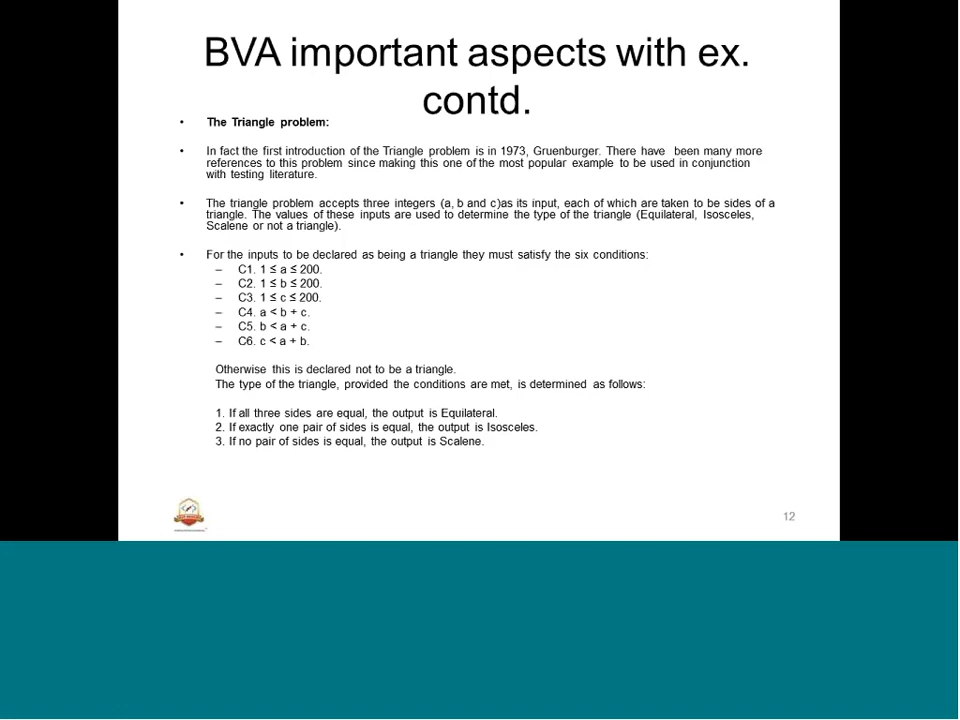 BVA important aspects with ex.
contd.
• The Triangle problem:
• In fact the first introduction of the Triangle problem is in 1973, Gruenburger. There have been many more
references to this problem since making this one of the most popular example to be used in conjunction
with testing literature.
• The triangle problem accepts three integers (a, b and c)as its input, each of which are taken to be sides of a
triangle. The values of these inputs are used to determine the type of the triangle (Equilateral, Isosceles,
Scalene or not a triangle).
• For the inputs to be declared as being a triangle they must satisfy the six conditions:
– C1. 1 ≤ a ≤ 200.
– C2. 1 ≤ b ≤ 200.
– C3. 1 ≤ c ≤ 200.
– C4. a < b + c.
– C5. b < a + c.
– C6. c < a + b.
Otherwise this is declared not to be a triangle.
The type of the triangle, provided the conditions are met, is determined as follows:
1. If all three sides are equal, the output is Equilateral.
2. If exactly one pair of sides is equal, the output is Isosceles.
3. If no pair of sides is equal, the output is Scalene.
12